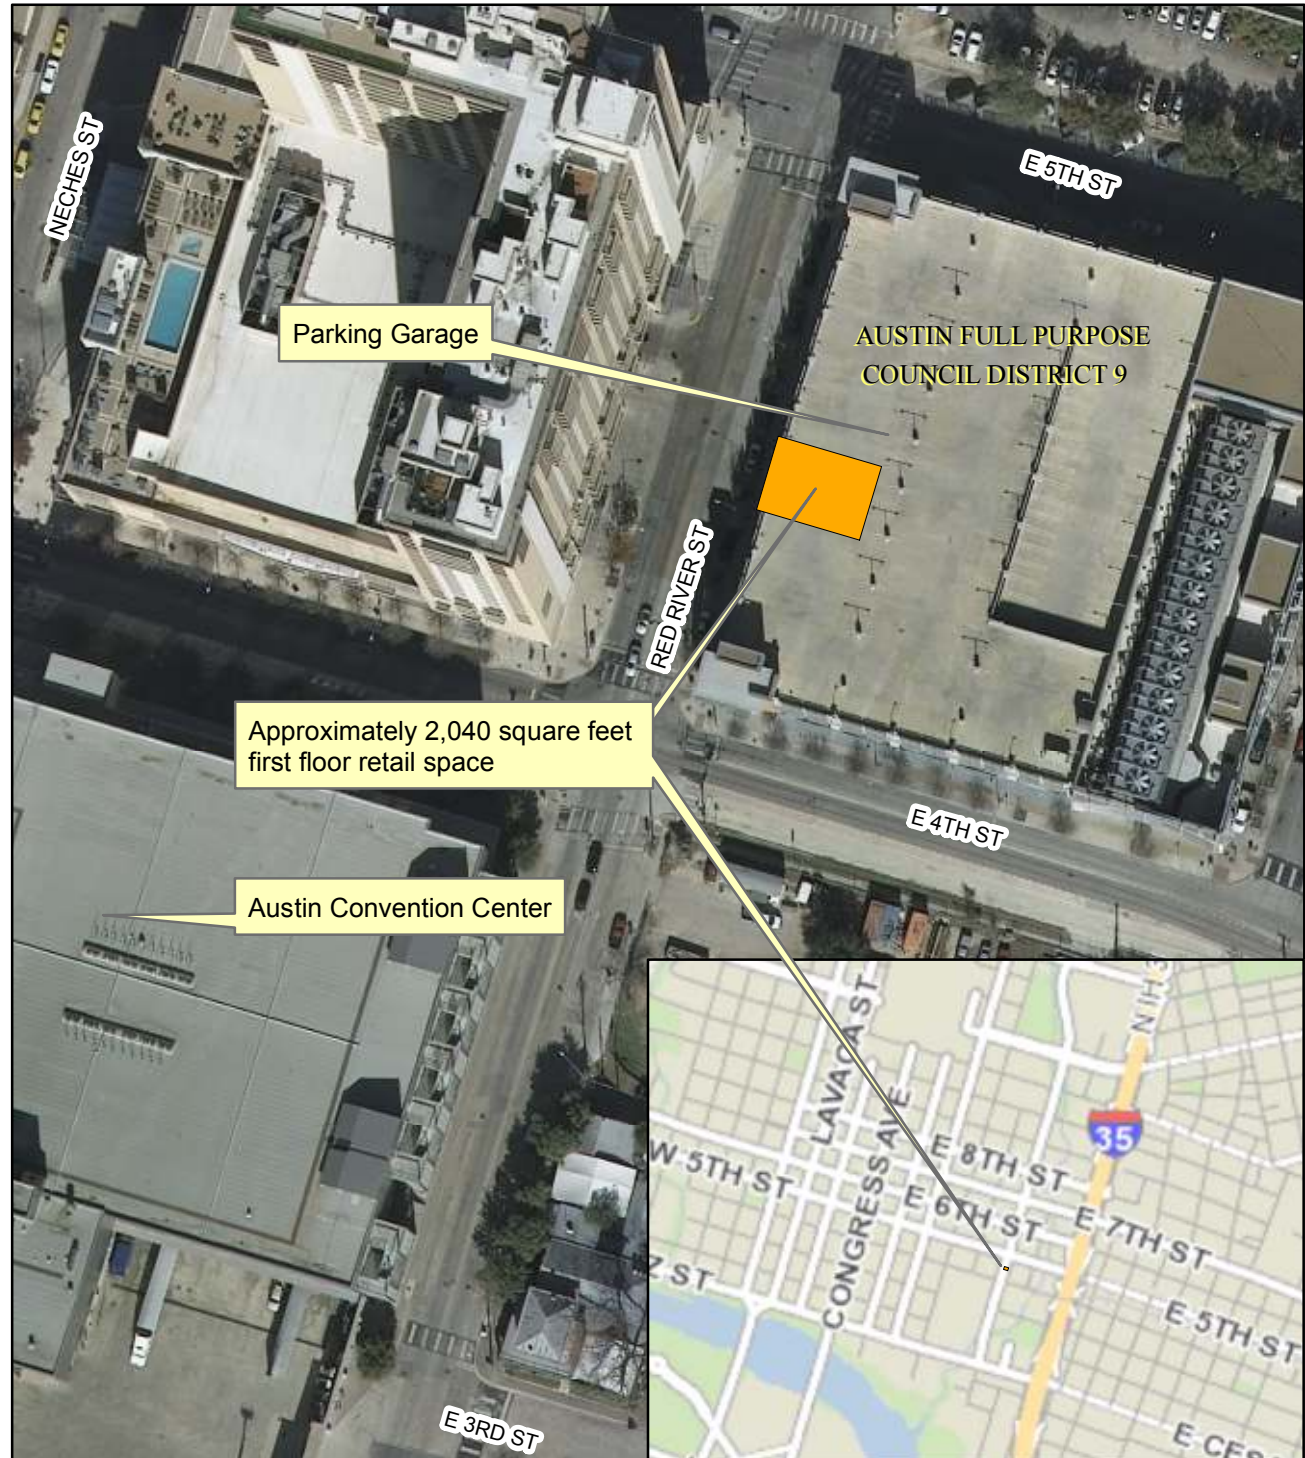 NECHES ST
E 5TH ST
Parking Garage
AUSTIN FULL PURPOSE
COUNCIL DISTRICT 9
RED RIVER ST
Approximately 2,040 square feet
first floor retail space
E 4TH ST
Austin Convention Center
E 3RD ST
LAVACA ST
CONGRESS AVE
35
E 8TH ST
W 5TH ST
E 6TH ST
E 7TH ST
Z ST
E 5TH ST
E CES